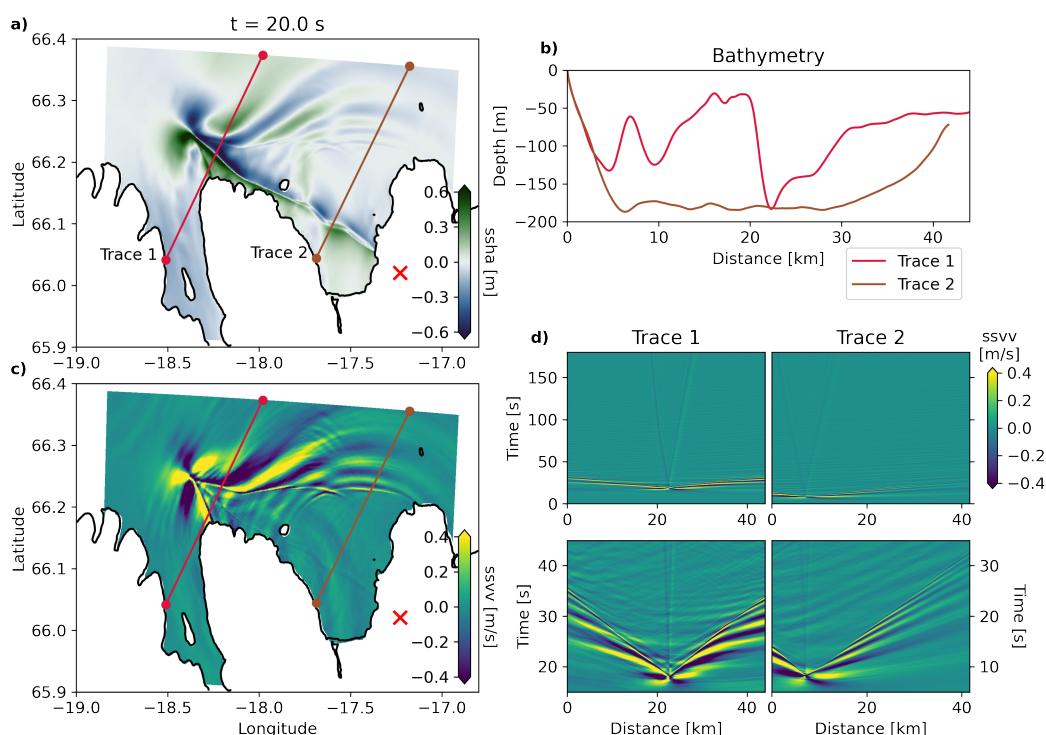 a)
t = 20.0 s
66.4
66.3
66.2
66.1
66.0
65.9
Latitude
−19.0
−18.5
−18.0
−17.5
−17.0
Trace 1
Trace 2
0.6
0.3
0.0
−0.3
−0.6
ssha [m]
b)
Bathymetry
0
−50
−100
−150
−200
Depth [m]
0
10
20
30
40
Distance [km]
Trace 1
Trace 2
c)
66.4
66.3
66.2
66.1
66.0
65.9
Latitude
−19.0
−18.5
−18.0
−17.5
−17.0
Longitude
0.4
0.2
0.0
−0.2
−0.4
ssvv [m/s]
d)
Trace 1
Trace 2
ssvv
[m/s]
0.4
0.2
0.0
−0.2
−0.4
150
100
50
0
Time [s]
0
20
40
0
20
40
40
30
20
Time [s]
30
20
10
Time [s]
0
20
40
0
20
40
Distance [km]
Distance [km]